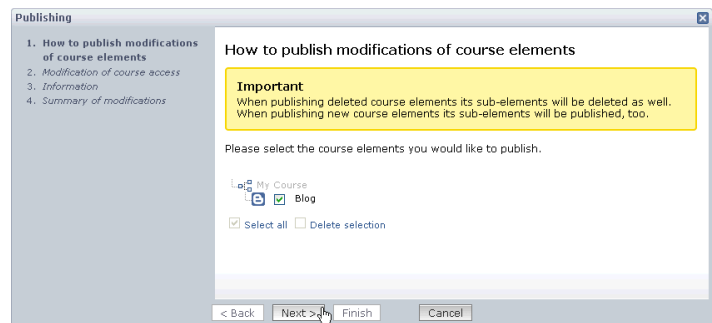 Publishing
1. How to publish modifications
of course elements
2. Modification of course access
3. Information
4. Summary of modifications
How to publish modifications of course elements
Important
When publishing deleted course elements its sub-elements will be deleted as well.
When publishing new course elements its sub-elements will be published, too.
Please select the course elements you would like to publish.
My Course
Blog
Select all Delete selection
< Back Next > Finish Cancel